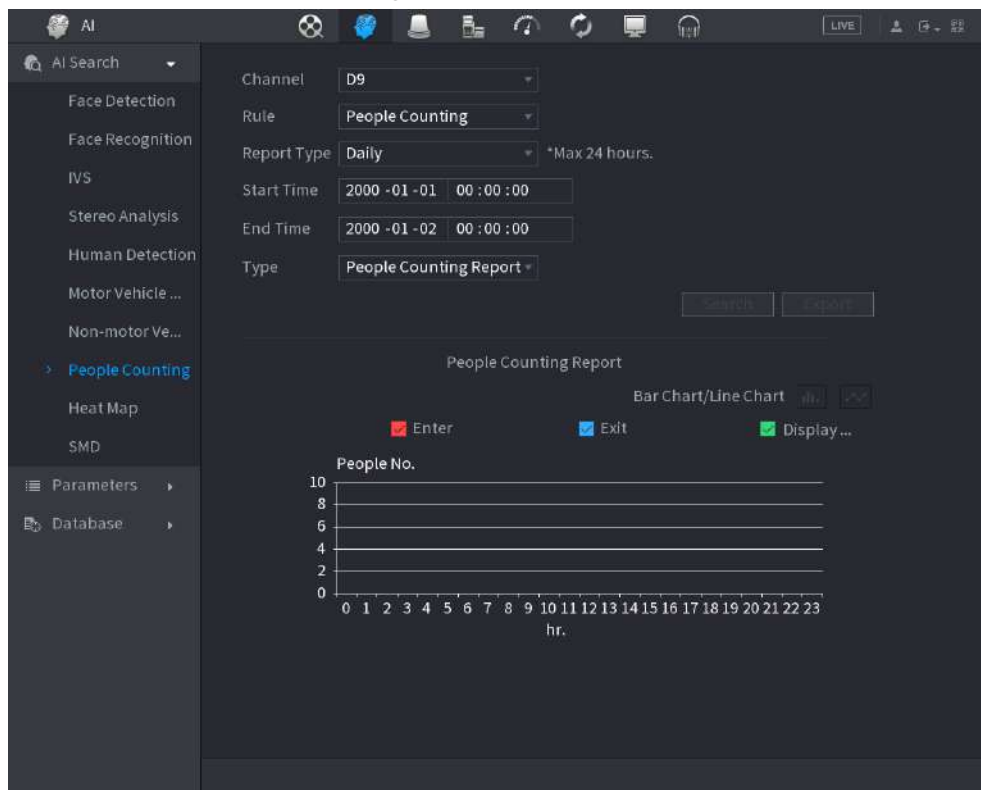 AI
LIVE
AI Search
Face Detection
Face Recognition
IVS
Stereo Analysis
Human Detection
Motor Vehicle ...
Non-motor Ve...
People Counting
Heat Map
SMD
Parameters
Database
Channel D9
Rule People Counting
Report Type Daily *Max 24 hours.
Start Time 2000 -01 -01 00 : 00 : 00
End Time 2000 -01 -02 00 : 00 : 00
Type People Counting Report
Search Export
People Counting Report
Bar Chart/Line Chart
Enter Exit Display ...
People No.
10
8
6
4
2
0
0 1 2 3 4 5 6 7 8 9 10 11 12 13 14 15 16 17 18 19 20 21 22 23
hr.